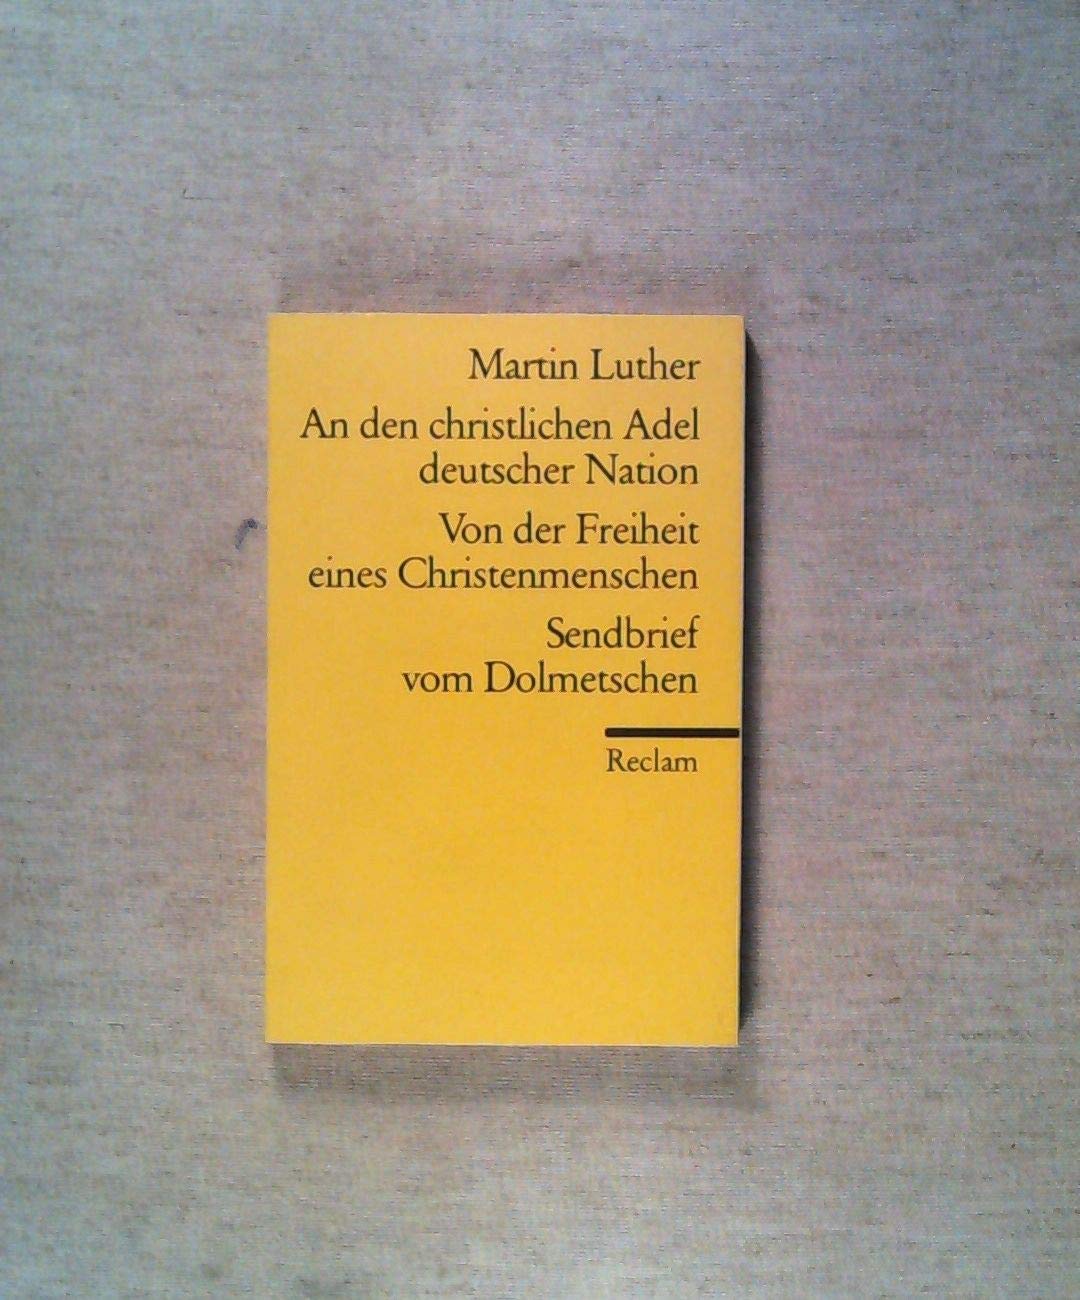 Martin Luther
An den christlichen Adel
deutscher Nation
Von der Freiheit
eines Christenmenschen
Sendbrief
vom Dolmetschen
Reclam